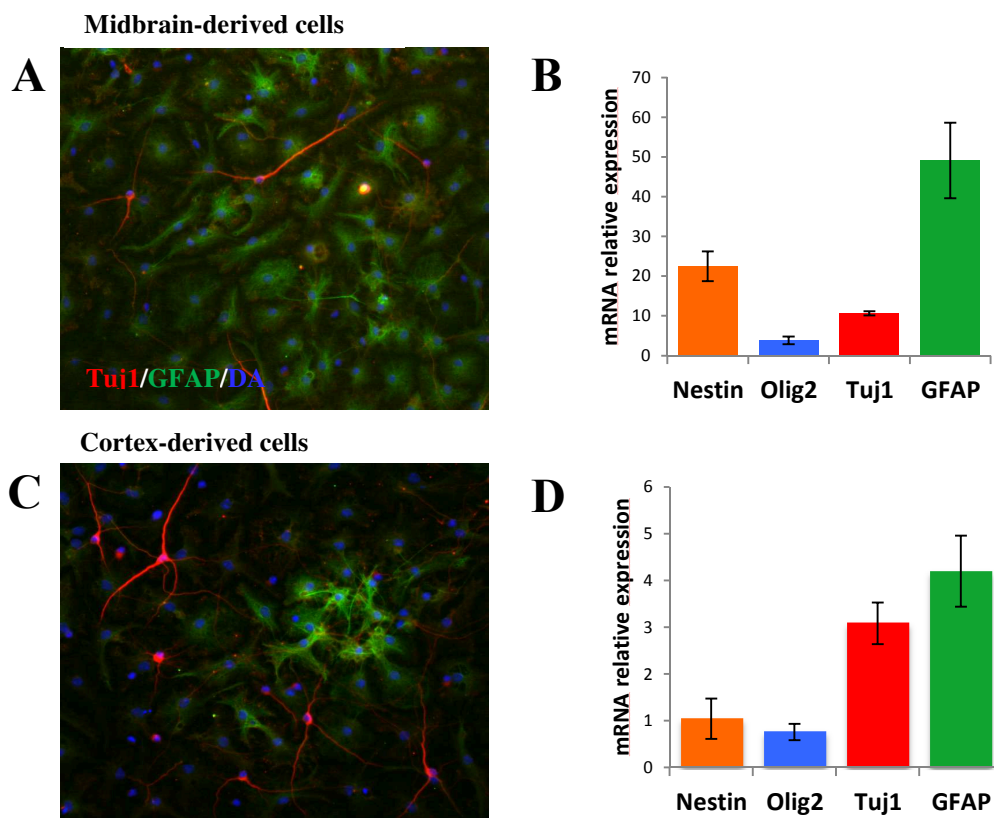 Midbrain-derived cells
A
Tuj1/GFAP/DA
B
mRNA relative expression
70
60
50
40
30
20
10
0
Nestin Olig2 Tuj1 GFAP
Cortex-derived cells
C
D
mRNA relative expression
6
5
4
3
2
1
0
Nestin Olig2 Tuj1 GFAP